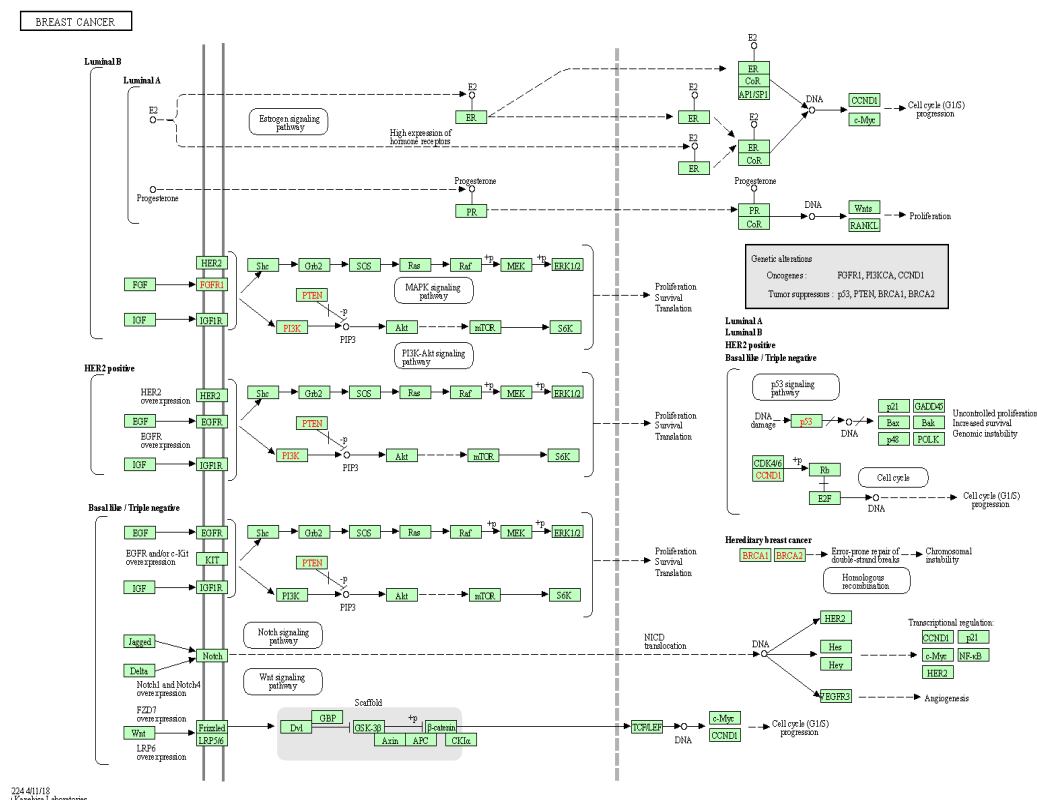 BREAST CANCER
Luminal B
Luminal A
E2
Estrogen signaling
pathway
High expression of
hormone receptors
E2
ER
E2
ER
E2
ER
E2
ER
CoR
AP1/SP1
E2
ER
CoR
DNA
CCND1
c-Myc
Cell cycle (G1/S)
progression
Progesterone
Progesterone
PR
Progesterone
PR
CoR
DNA
Wnts
RANKL
Proliferation
HER2
FGF
FGFR1
IGF
IGF1R
Shc
Grb2
SOS
Ras
Raf
+p
MEK
+p
ERK1/2
MAPK signaling
pathway
PTEN
-p
PI3K
PIP3
Akt
mTOR
S6K
PI3K-Akt signaling
pathway
Proliferation
Survival
Translation
Genetic alterations
Oncogenes : FGFR1, PI3KCA, CCND1
Tumor suppressors : p53, PTEN, BRCA1, BRCA2
HER2 positive
HER2
overexpression
HER2
EGF
EGFR
EGFR
overexpression
IGF
IGF1R
Shc
Grb2
SOS
Ras
Raf
+p
MEK
+p
ERK1/2
PTEN
-p
PI3K
PIP3
Akt
mTOR
S6K
Proliferation
Survival
Translation
Luminal A
Luminal B
HER2 positive
Basal like / Triple negative
p53 signaling
pathway
DNA
damage
p53
DNA
p21
GADD45
Bax
Bak
p48
POLK
Uncontrolled proliferation
Increased survival
Genomic instability
CDK4/6
CCND1
+p
Rb
E2F
Cell cycle
DNA
Cell cycle (G1/S)
progression
Basal like / Triple negative
EGF
EGFR
EGFR and/or c-Kit
Overexpression
KIT
IGF
IGF1R
Shc
Grb2
SOS
Ras
Raf
+p
MEK
+p
ERK1/2
PTEN
-p
PI3K
PIP3
Akt
mTOR
S6K
Proliferation
Survival
Translation
Hereditary breast cancer
BRCA1
BRCA2
Error-prone repair of
double-strand breaks
Chromosomal
instability
Homologous
recombination
Jagged
Delta
Notch
Notch1 and Notch4
overexpression
Notch signaling
pathway
NICD
translocation
DNA
HER2
Hes
Hey
VEGFR3
Transcriptional regulation:
CCND1
p21
c-Myc
NF-κB
HER2
Angiogenesis
Wnt signaling
pathway
FZD7
overexpression
Wnt
LRP6
overexpression
Frizzled
LRP5/6
Scaffold
Dvl
GBP
GSK-3β
+p
β-catenin
Axin
APC
CKIα
TCF/LEF
DNA
c-Myc
CCND1
Cell cycle (G1/S)
progression
224 4/11/18
Kanehisa Laboratories